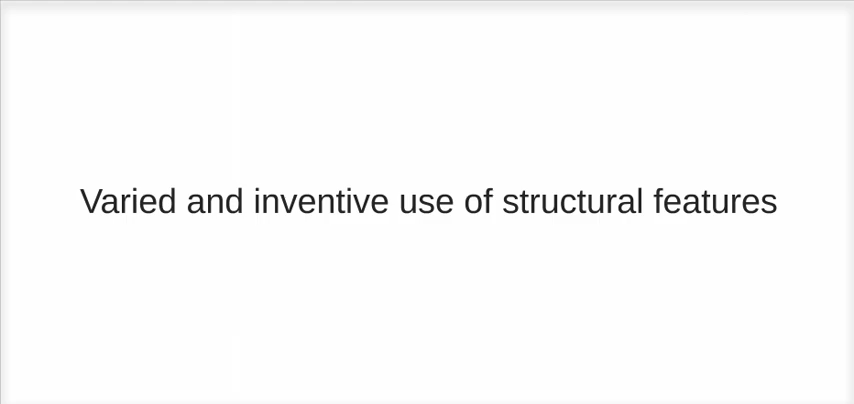 Varied and inventive use of structural features